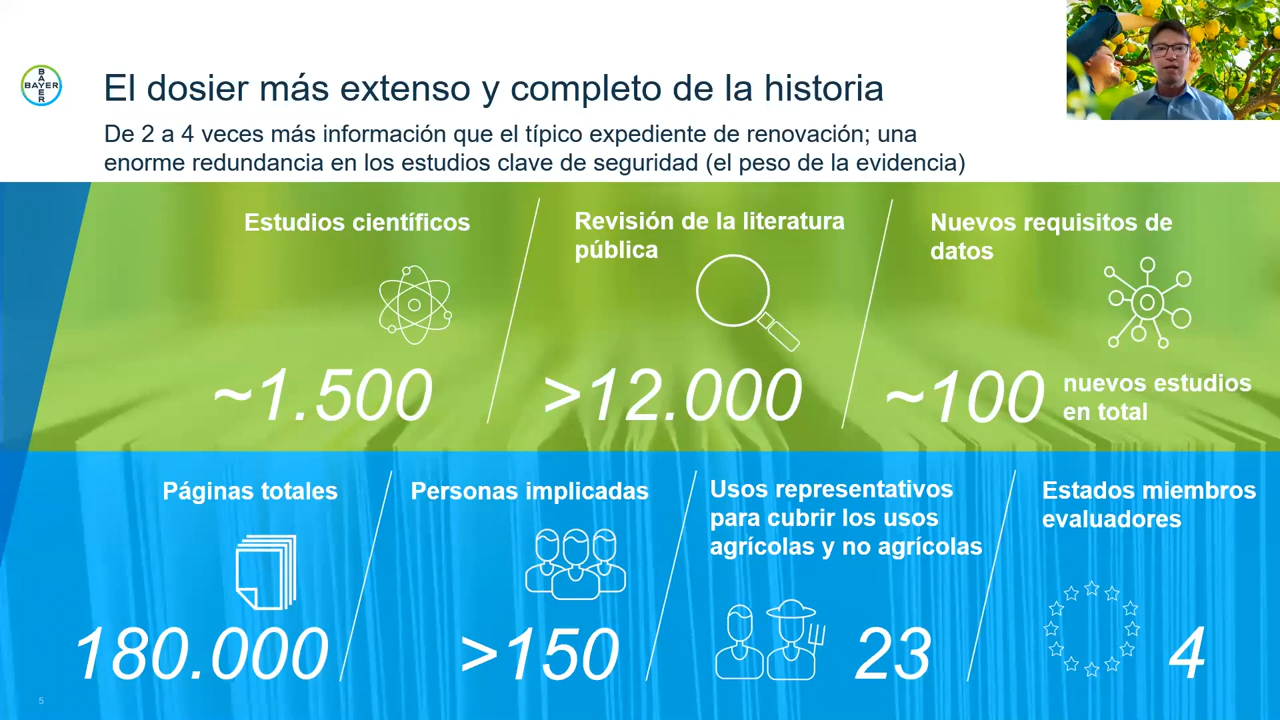 BAYER
BAYER
El dosier más extenso y completo de la historia
De 2 a 4 veces más información que el típico expediente de renovación; una
enorme redundancia en los estudios clave de seguridad (el peso de la evidencia)
Estudios científicos
~1.500
Revisión de la literatura
pública
>12.000
Nuevos requisitos de
datos
~100
nuevos estudios
en total
Páginas totales
180.000
Personas implicadas
>150
Usos representativos
para cubrir los usos
agrícolas y no agrícolas
23
Estados miembros
evaluadores
4
5